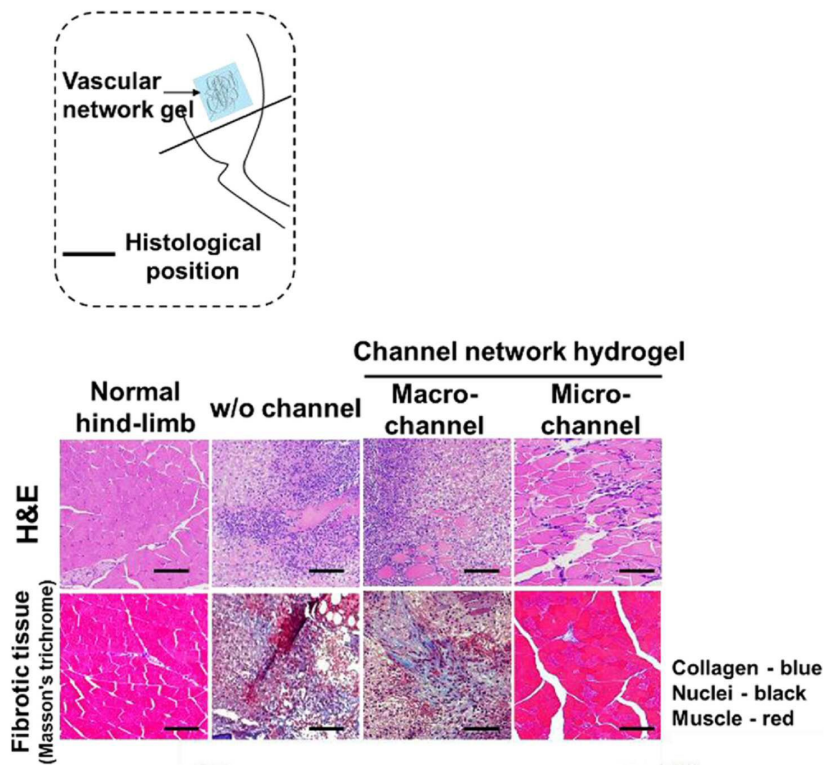 Vascular
network gel
Histological
position
Channel network hydrogel
Normal
hind-limb
w/o channel
Macro-
channel
Micro-
channel
H&E
Fibrotic tissue
(Masson's trichrome)
Collagen - blue
Nuclei - black
Muscle - red